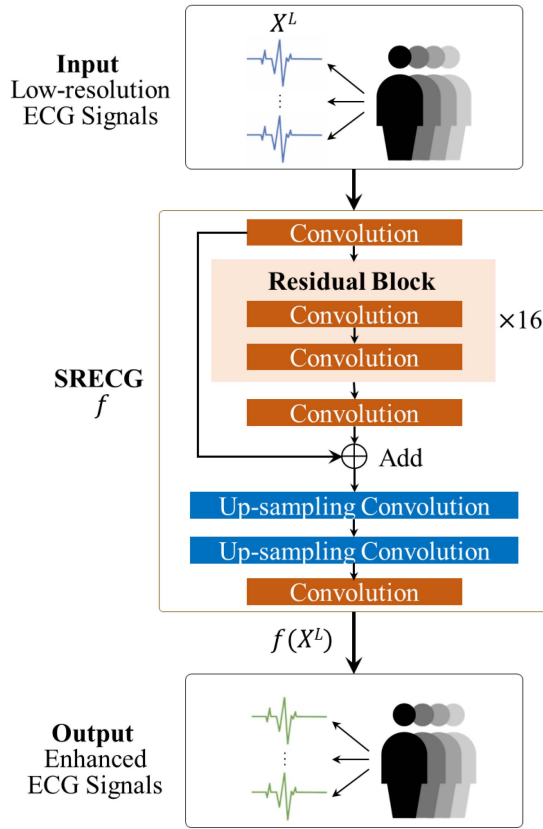 Input
Low-resolution
ECG Signals
X^L
⋮
Convolution
Residual Block
Convolution
Convolution
×16
SRECG
f
Convolution
Add
Up-sampling Convolution
Up-sampling Convolution
Convolution
f(X^L)
Output
Enhanced
ECG Signals
⋮